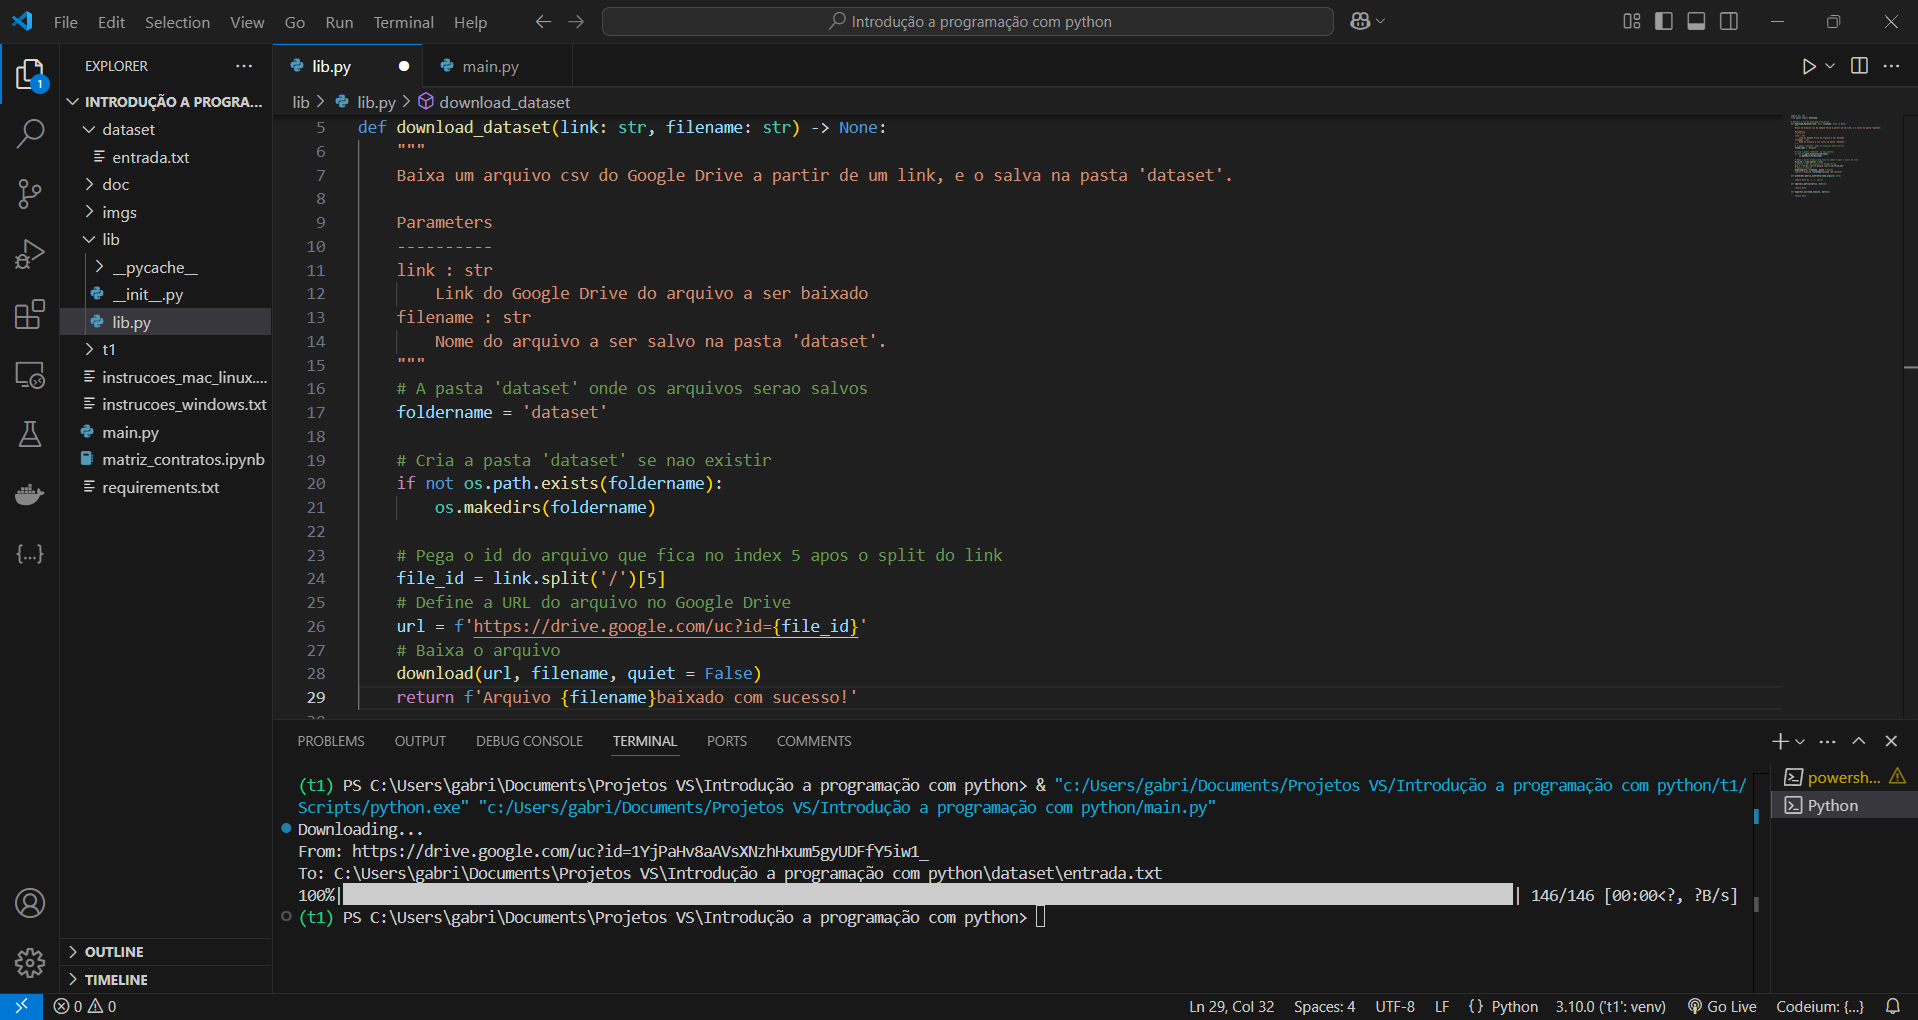 File Edit Selection View Go Run Terminal Help
Introdução a programação com python
EXPLORER
1
INTRODUÇÃO A PROGRA...
dataset
entrada.txt
doc
imgs
lib
__pycache__
__init__.py
lib.py
t1
instrucoes_mac_linux....
instrucoes_windows.txt
main.py
matriz_contratos.ipynb
requirements.txt
OUTLINE
TIMELINE
lib.py main.py
lib > lib.py > download_dataset
5 def download_dataset(link: str, filename: str) -> None:
6 """
7 Baixa um arquivo csv do Google Drive a partir de um link, e o salva na pasta 'dataset'.
8
9 Parameters
10 ----------
11 link : str
12 Link do Google Drive do arquivo a ser baixado
13 filename : str
14 Nome do arquivo a ser salvo na pasta 'dataset'.
15 """
16 # A pasta 'dataset' onde os arquivos serao salvos
17 foldername = 'dataset'
18
19 # Cria a pasta 'dataset' se nao existir
20 if not os.path.exists(foldername):
21 os.makedirs(foldername)
22
23 # Pega o id do arquivo que fica no index 5 apos o split do link
24 file_id = link.split('/')[5]
25 # Define a URL do arquivo no Google Drive
26 url = f'https://drive.google.com/uc?id={file_id}'
27 # Baixa o arquivo
28 download(url, filename, quiet = False)
29 return f'Arquivo {filename}baixado com sucesso!'
PROBLEMS OUTPUT DEBUG CONSOLE TERMINAL PORTS COMMENTS
(t1) PS C:\Users\gabri\Documents\Projetos VS\Introdução a programação com python> & "c:/Users/gabri/Documents/Projetos VS/Introdução a programação com python/t1/
Scripts/python.exe" "c:/Users/gabri/Documents/Projetos VS/Introdução a programação com python/main.py"
Downloading...
From: https://drive.google.com/uc?id=1YjPaHv8aAVsXNzhHxum5gyUDFfY5iw1_
To: C:\Users\gabri\Documents\Projetos VS\Introdução a programação com python\dataset\entrada.txt
100%| | 146/146 [00:00<?, ?B/s]
(t1) PS C:\Users\gabri\Documents\Projetos VS\Introdução a programação com python>
powersh...
Python
0 0 Ln 29, Col 32 Spaces: 4 UTF-8 LF {} Python 3.10.0 ('t1': venv) Go Live Codeium: {...}